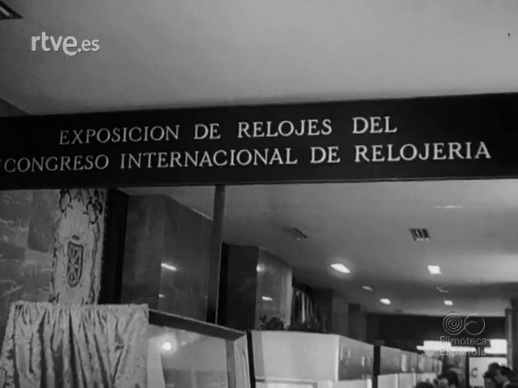 rtve.es
EXPOSICION DE RELOJES DEL
CONGRESO INTERNACIONAL DE RELOJERIA
Filmoteca
Española